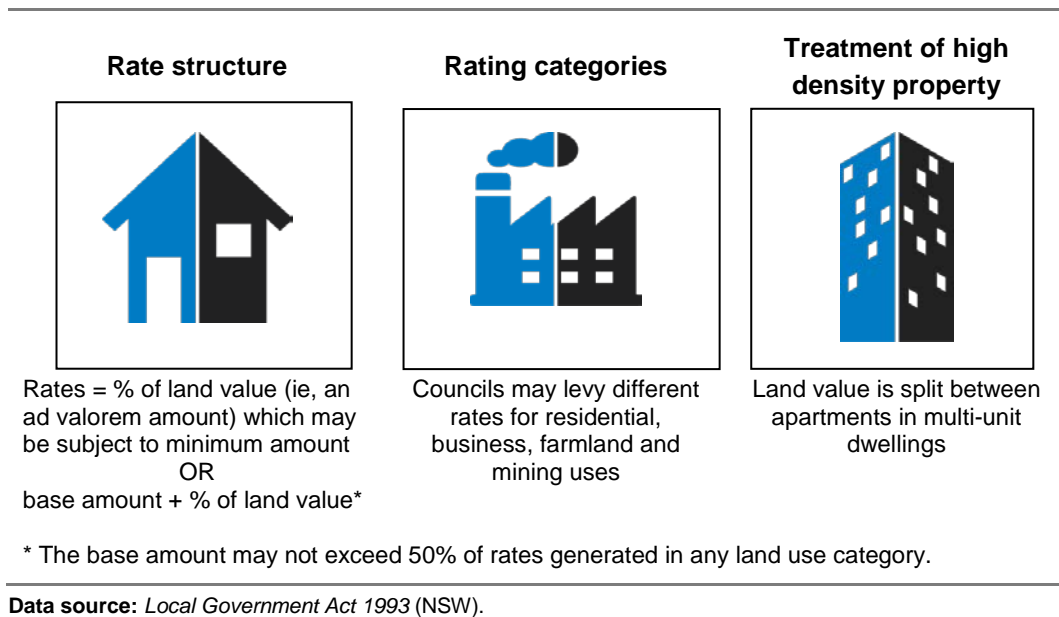 Rate structure
Rating categories
Treatment of high
density property
Rates = % of land value (ie, an
ad valorem amount) which may
be subject to minimum amount
OR
base amount + % of land value*
Councils may levy different
rates for residential,
business, farmland and
mining uses
Land value is split between
apartments in multi-unit
dwellings
* The base amount may not exceed 50% of rates generated in any land use category.
Data source: Local Government Act 1993 (NSW).